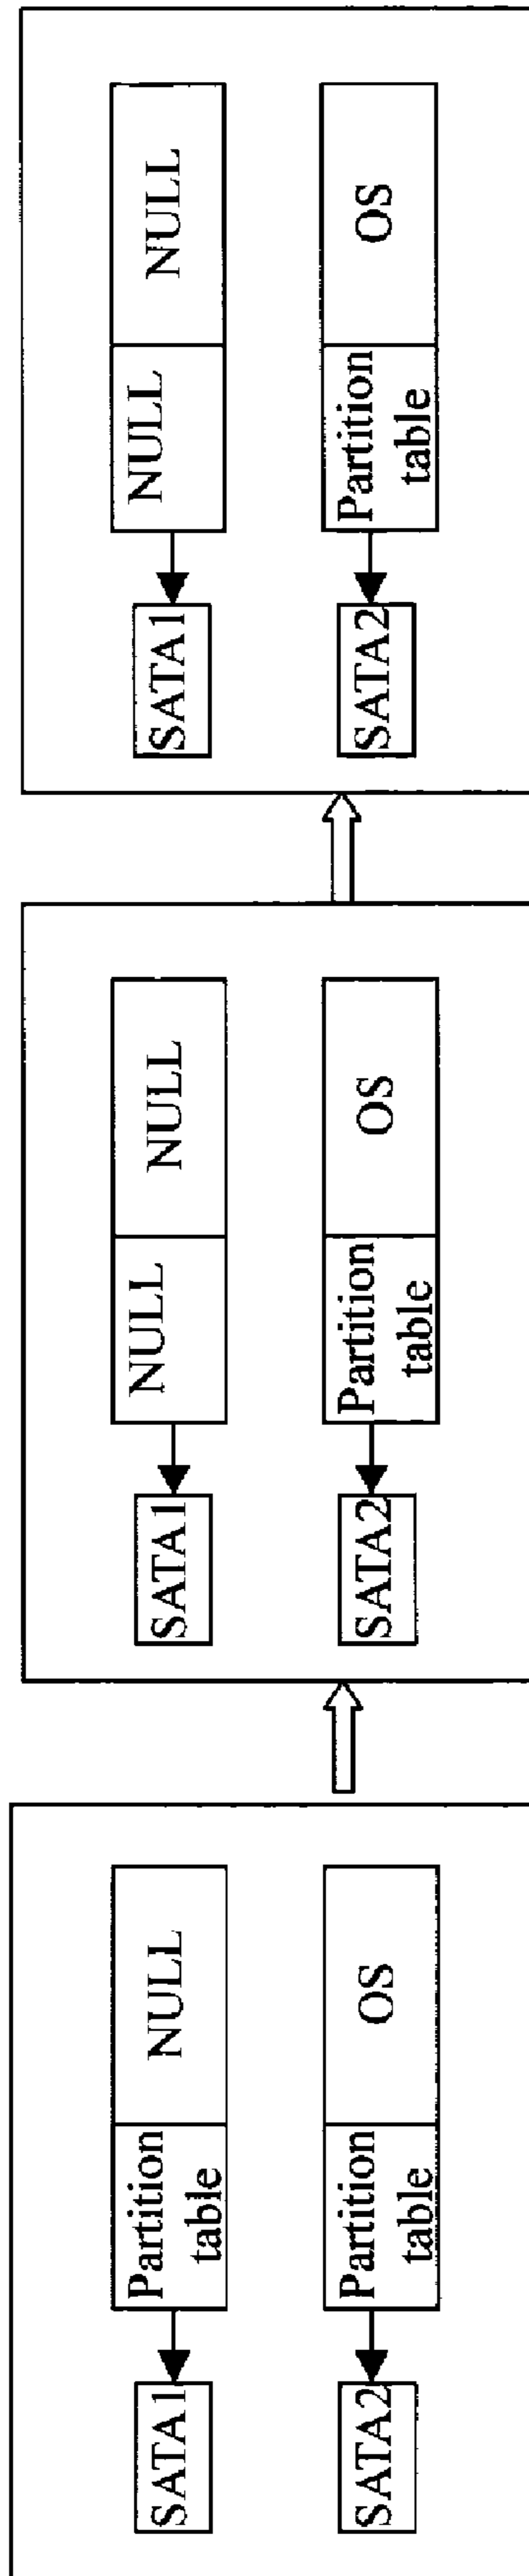 SATA1
Partition
table
NULL
SATA2
Partition
table
OS
SATA1
NULL
NULL
SATA2
Partition
table
OS
SATA1
NULL
NULL
SATA2
Partition
table
OS